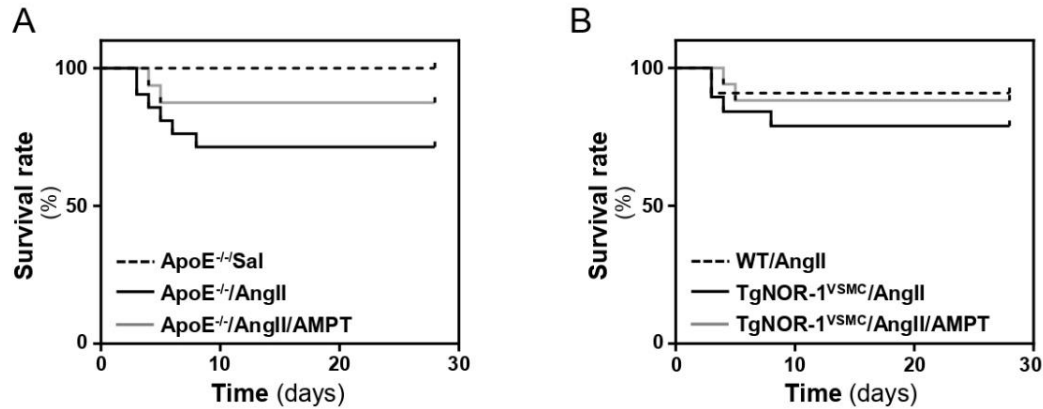 A
100
50
0
Survival rate
(%)
ApoE-/-/Sal
ApoE-/-/AngII
ApoE-/-/AngII/AMPT
0 10 20 30
Time (days)
B
100
50
0
Survival rate
(%)
WT/AngII
TgNOR-1VSMC/AngII
TgNOR-1VSMC/AngII/AMPT
0 10 20 30
Time (days)